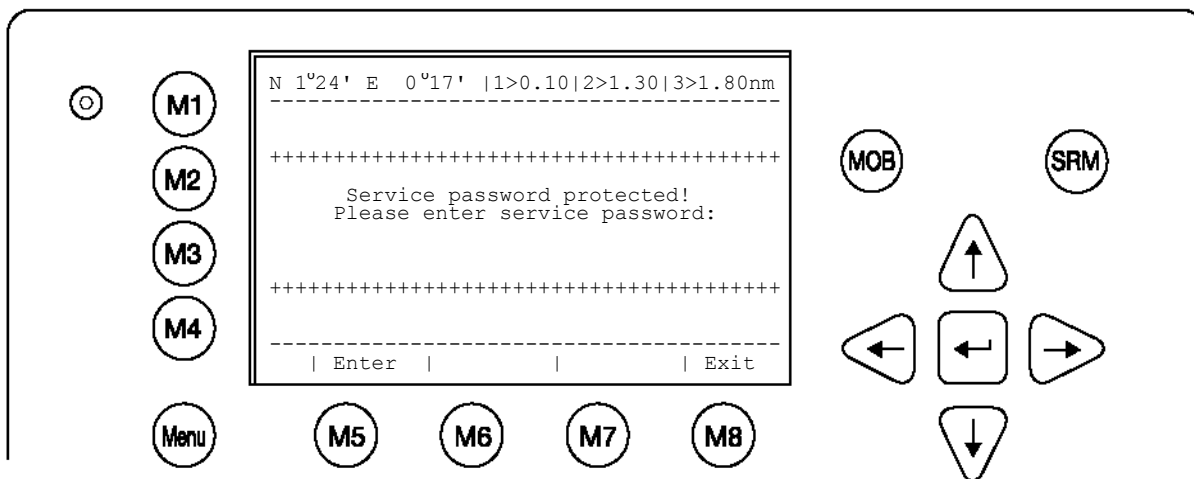 N 1°24' E 0°17' |1>0.10|2>1.30|3>1.80nm
----------------------------------------
++++++++++++++++++++++++++++++++++++++++
Service password protected!
Please enter service password:
++++++++++++++++++++++++++++++++++++++++
----------------------------------------
| Enter | | | Exit
M1
M2
M3
M4
Menu
M5 M6 M7 M8
MOB SRM